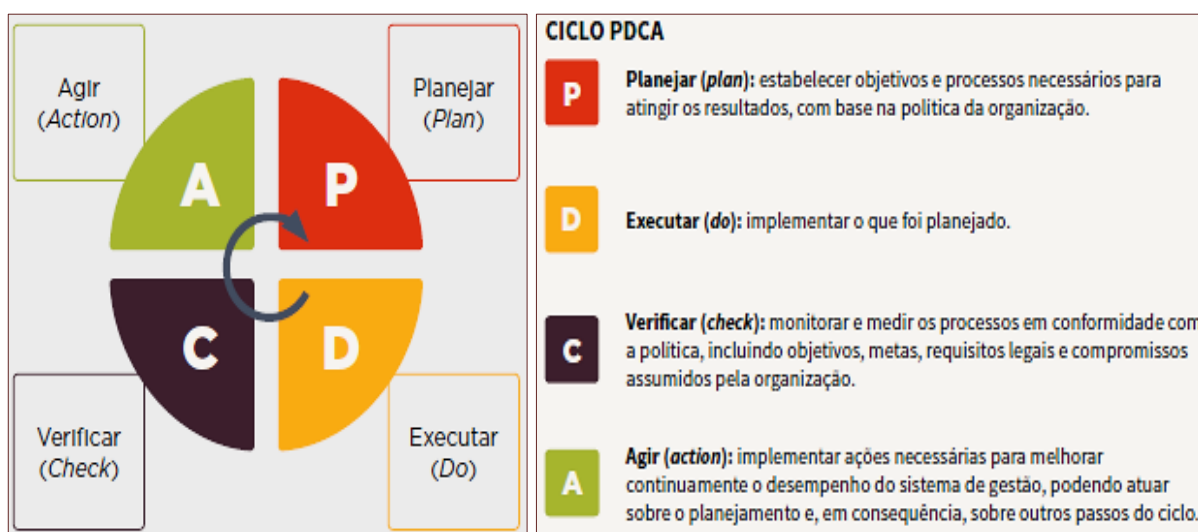 Agir
(Action)
Planejar
(Plan)
A
P
C
D
Verificar
(Check)
Executar
(Do)
CICLO PDCA
P
Planejar (plan): estabelecer objetivos e processos necessários para
atingir os resultados, com base na política da organização.
D
Executar (do): implementar o que foi planejado.
C
Verificar (check): monitorar e medir os processos em conformidade com
a política, incluindo objetivos, metas, requisitos legais e compromissos
assumidos pela organização.
A
Agir (action): implementar ações necessárias para melhorar
continuamente o desempenho do sistema de gestão, podendo atuar
sobre o planejamento e, em consequência, sobre outros passos do ciclo.